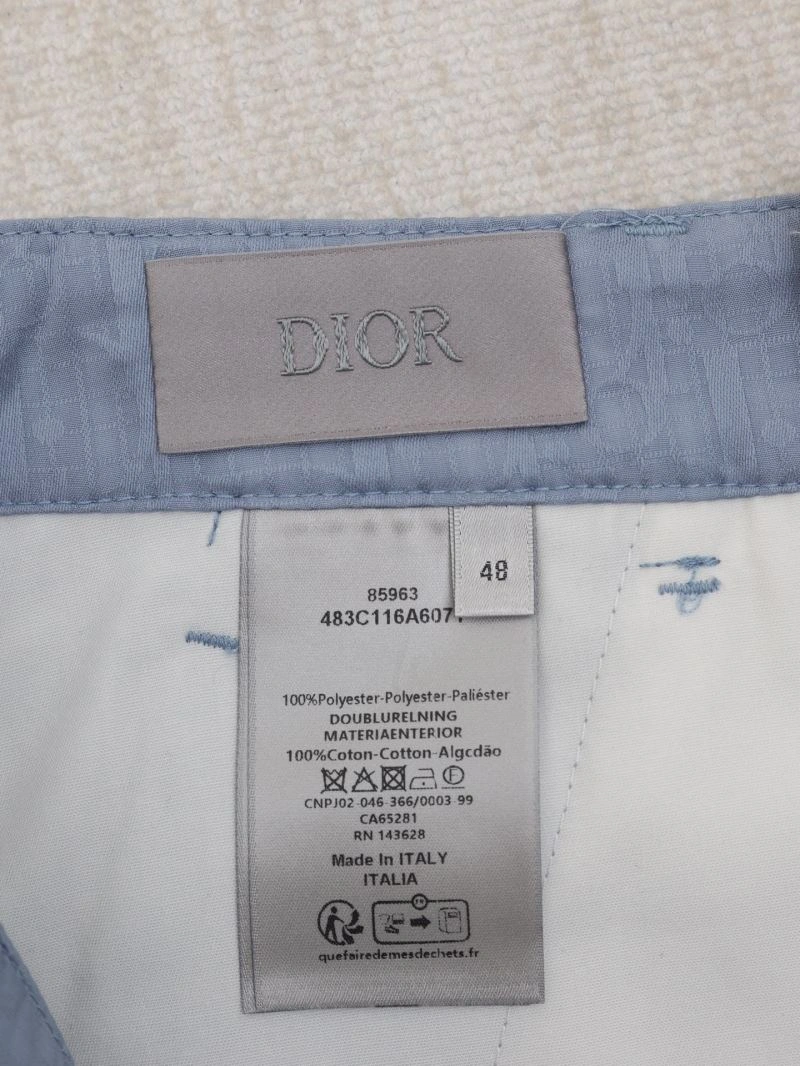 DIOR
48
85963
483C116A607
100%Polyester-Polyester-Paliéster
DOUBLURELNING
MATERIAENTERIOR
100%Coton-Cotton-Algcdão
CNPJ02-046-366/0003-99
CA65281
RN 143628
Made In ITALY
ITALIA
FR
quefairedemesdechets.fr